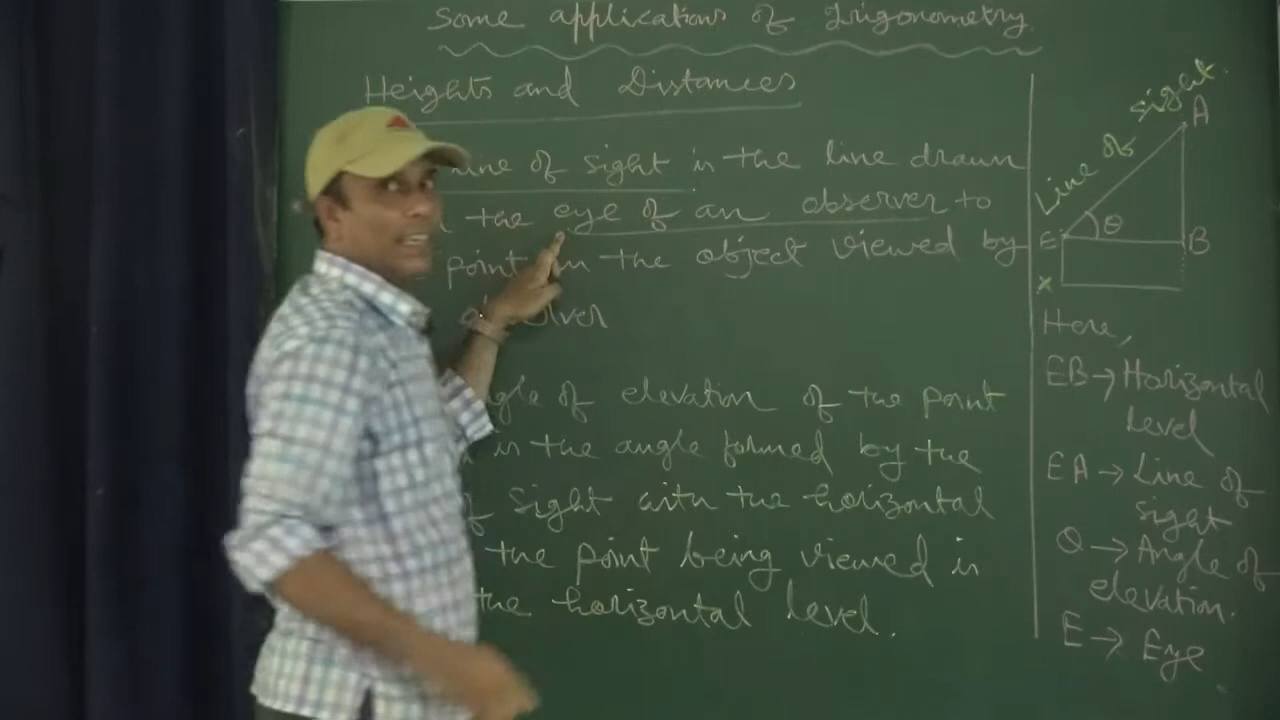 Some applications of Trigonometry
Heights and Distances
Line of sight is the line drawn
the eye of an observer to
point in the object viewed by
of elevation of the point
is the angle formed by the
sight with the horizontal
the point being viewed is
the horizontal level.
Line of sight
A
E
θ
B
x
Here,
EB → Horizontal
Level
EA → Line of
sight
θ → Angle of
elevation.
E → Eye